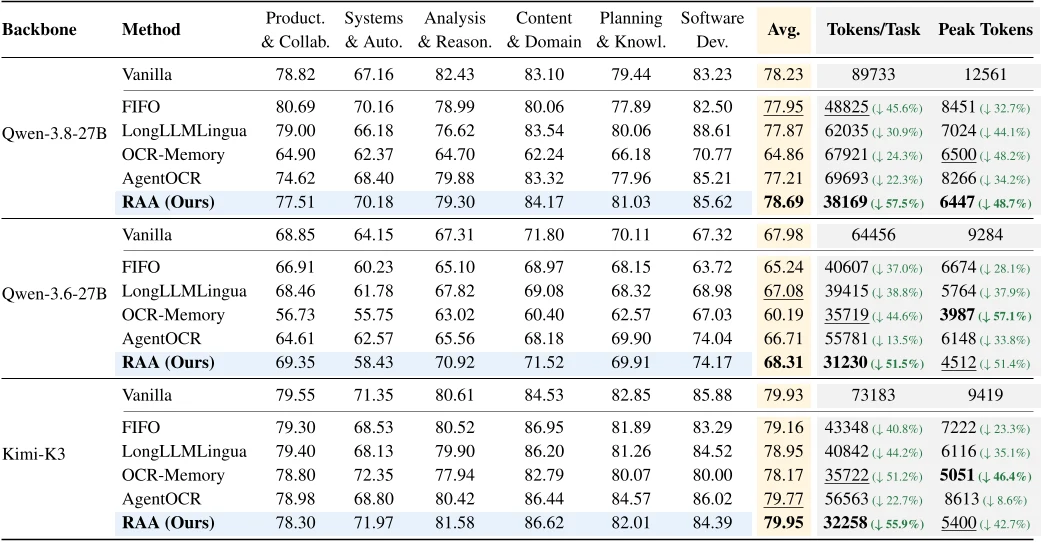 Backbone Method Product. & Collab. Systems & Auto. Analysis & Reason. Content & Domain Planning & Knowl. Software Dev. Avg. Tokens/Task Peak Tokens
Vanilla 78.82 67.16 82.43 83.10 79.44 83.23 78.23 89733 12561
FIFO 80.69 70.16 78.99 80.06 77.89 82.50 77.95 48825 (↓ 45.6%) 8451 (↓ 32.7%)
Qwen-3.8-27B LongLLMLingua 79.00 66.18 76.62 83.54 80.06 88.61 77.87 62035 (↓ 30.9%) 7024 (↓ 44.1%)
OCR-Memory 64.90 62.37 64.70 62.24 66.18 70.77 64.86 67921 (↓ 24.3%) 6500 (↓ 48.2%)
AgentOCR 74.62 68.40 79.88 83.32 77.96 85.21 77.21 69693 (↓ 22.3%) 8266 (↓ 34.2%)
RAA (Ours) 77.51 70.18 79.30 84.17 81.03 85.62 78.69 38169 (↓ 57.5%) 6447 (↓ 48.7%)
Vanilla 68.85 64.15 67.31 71.80 70.11 67.32 67.98 64456 9284
FIFO 66.91 60.23 65.10 68.97 68.15 63.72 65.24 40607 (↓ 37.0%) 6674 (↓ 28.1%)
Qwen-3.6-27B LongLLMLingua 68.46 61.78 67.82 69.08 68.32 68.98 67.08 39415 (↓ 38.8%) 5764 (↓ 37.9%)
OCR-Memory 56.73 55.75 63.02 60.40 62.57 67.03 60.19 35719 (↓ 44.6%) 3987 (↓ 57.1%)
AgentOCR 64.61 62.57 65.56 68.18 69.90 74.04 66.71 55781 (↓ 13.5%) 6148 (↓ 33.8%)
RAA (Ours) 69.35 58.43 70.92 71.52 69.91 74.17 68.31 31230 (↓ 51.5%) 4512 (↓ 51.4%)
Vanilla 79.55 71.35 80.61 84.53 82.85 85.88 79.93 73183 9419
FIFO 79.30 68.53 80.52 86.95 81.89 83.29 79.16 43348 (↓ 40.8%) 7222 (↓ 23.3%)
Kimi-K3 LongLLMLingua 79.40 68.13 79.90 86.20 81.26 84.52 78.95 40842 (↓ 44.2%) 6116 (↓ 35.1%)
OCR-Memory 78.80 72.35 77.94 82.79 80.07 80.00 78.17 35722 (↓ 51.2%) 5051 (↓ 46.4%)
AgentOCR 78.98 68.80 80.42 86.44 84.57 86.02 79.77 56563 (↓ 22.7%) 8613 (↓ 8.6%)
RAA (Ours) 78.30 71.97 81.58 86.62 82.01 84.39 79.95 32258 (↓ 55.9%) 5400 (↓ 42.7%)